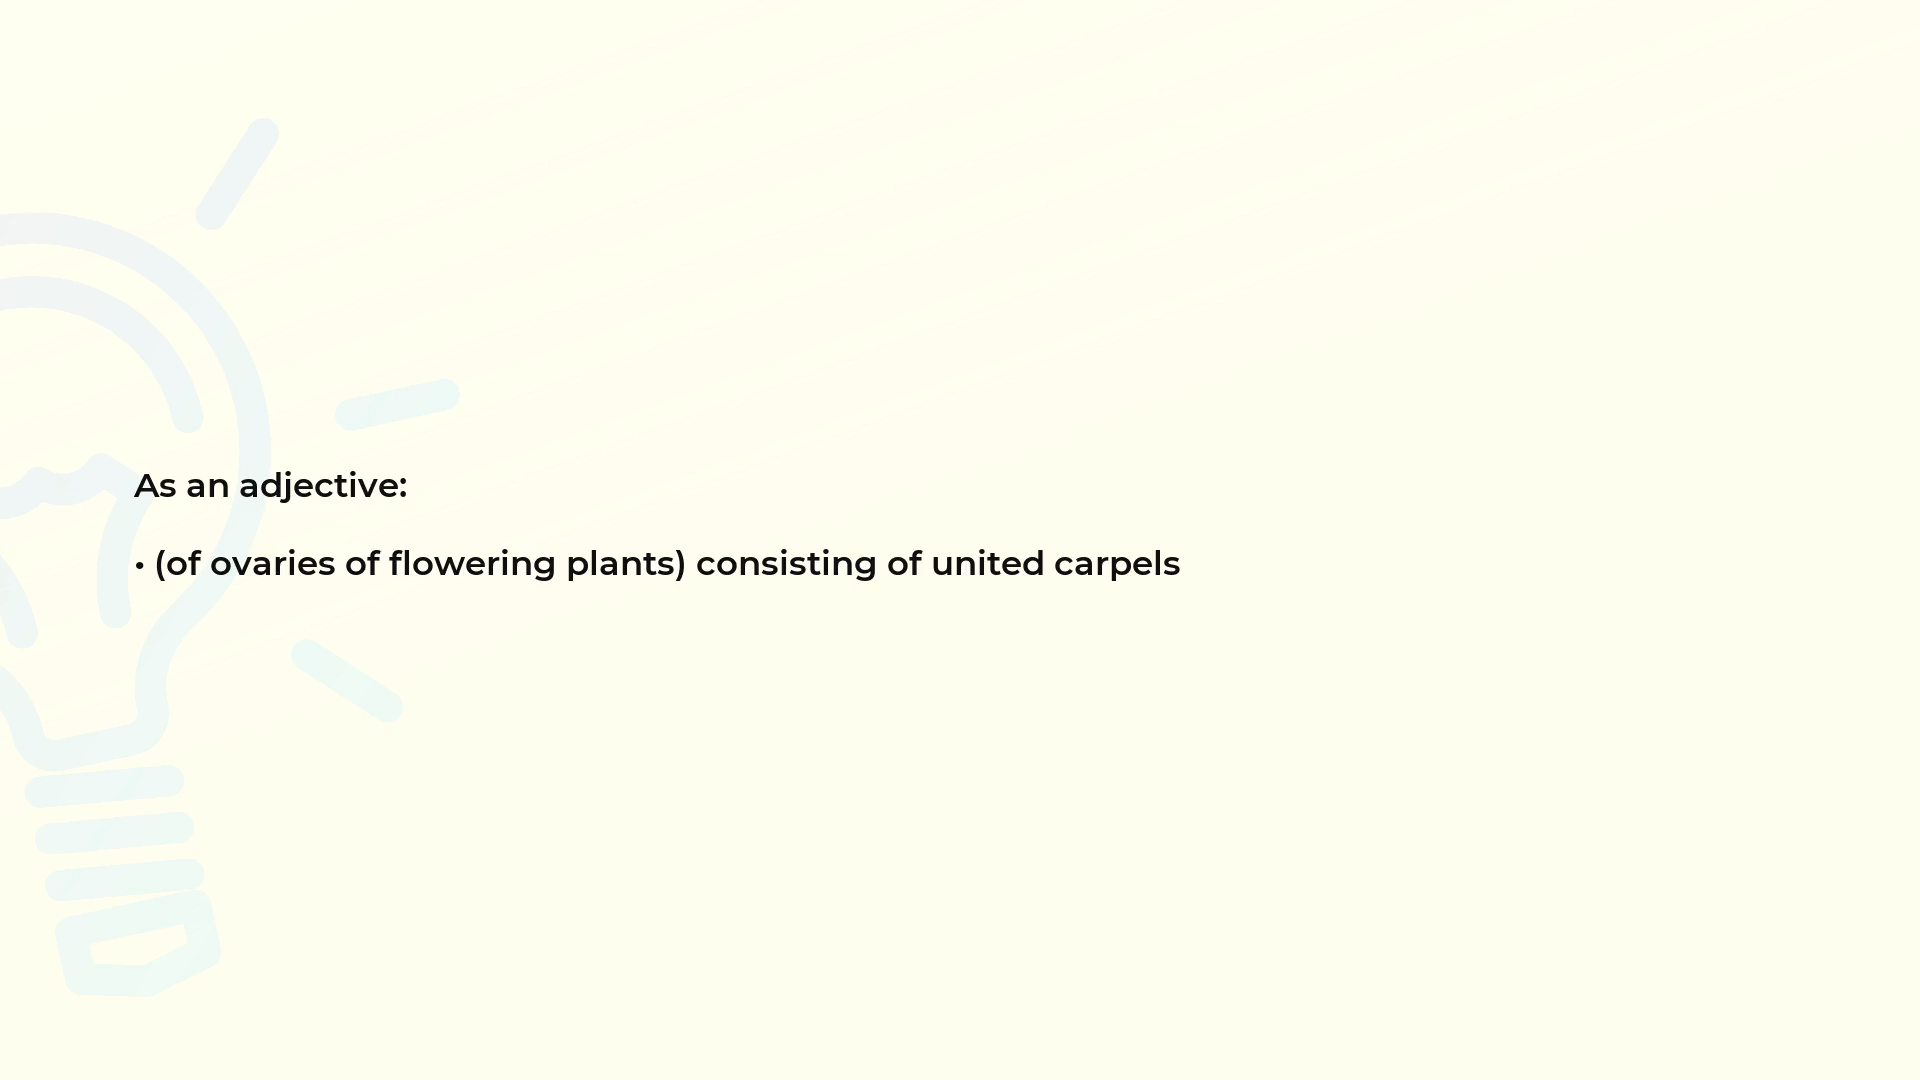 As an adjective:
• (of ovaries of flowering plants) consisting of united carpels